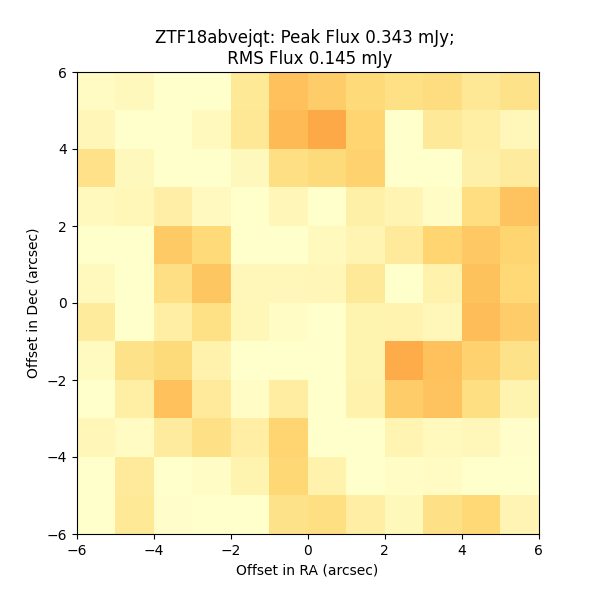 ZTF18abvejqt: Peak Flux 0.343 mJy;
RMS Flux 0.145 mJy
6
4
2
0
−2
−4
−6
Offset in Dec (arcsec)
−6 −4 −2 0 2 4 6
Offset in RA (arcsec)